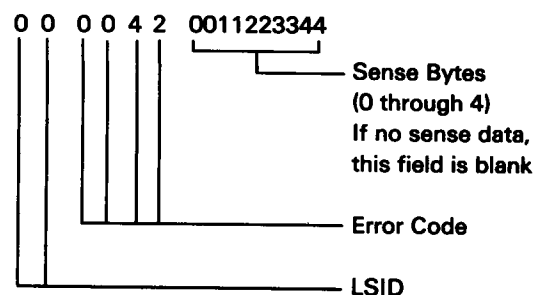 0 0 0 0 4 2 0011223344
Sense Bytes
(0 through 4)
If no sense data,
this field is blank
Error Code
LSID